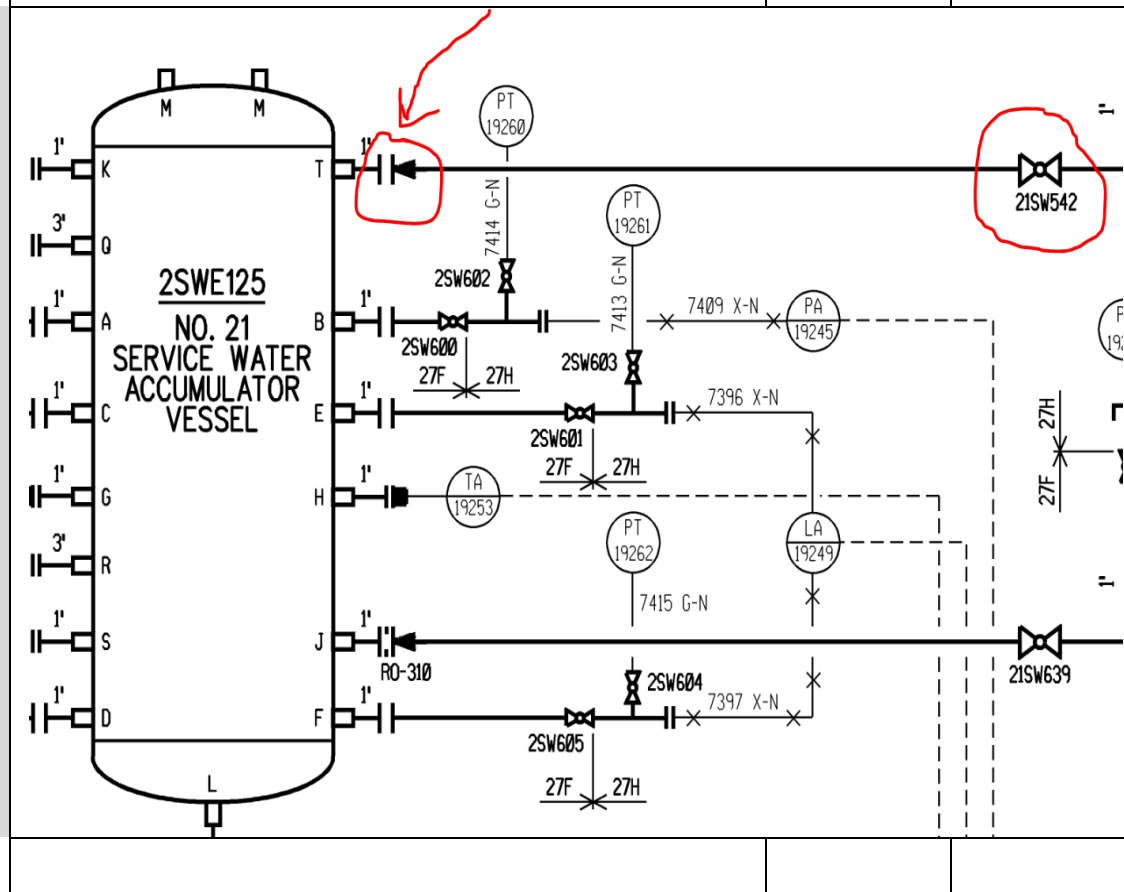 M
M
1'
K
T
1'
PT
19260
1"
21SW542
3'
Q
7414 G-N
PT
19261
2SWE125
NO. 21
SERVICE WATER
ACCUMULATOR
VESSEL
1'
A
B
1'
2SW602
2SW600
27F
27H
7413 G-N
2SW603
7409 X-N
PA
19245
1'
C
E
1'
2SW601
27F
27H
7396 X-N
27H
27F
1'
G
H
1'
TA
19253
PT
19262
LA
19249
3'
R
7415 G-N
1"
1'
S
J
1'
RO-310
21SW639
1'
D
F
1'
2SW604
2SW605
7397 X-N
27F
27H
L